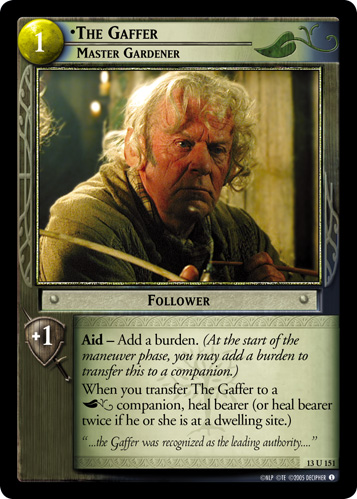 1
•The Gaffer
Master Gardener
Follower
+1
Aid – Add a burden. (At the start of the
maneuver phase, you may add a burden to
transfer this to a companion.)
When you transfer The Gaffer to a
companion, heal bearer (or heal bearer
twice if he or she is at a dwelling site.)
"...the Gaffer was recognized as the leading authority...."
13 U 151
©NLP ©TE ©2005 DECIPHER